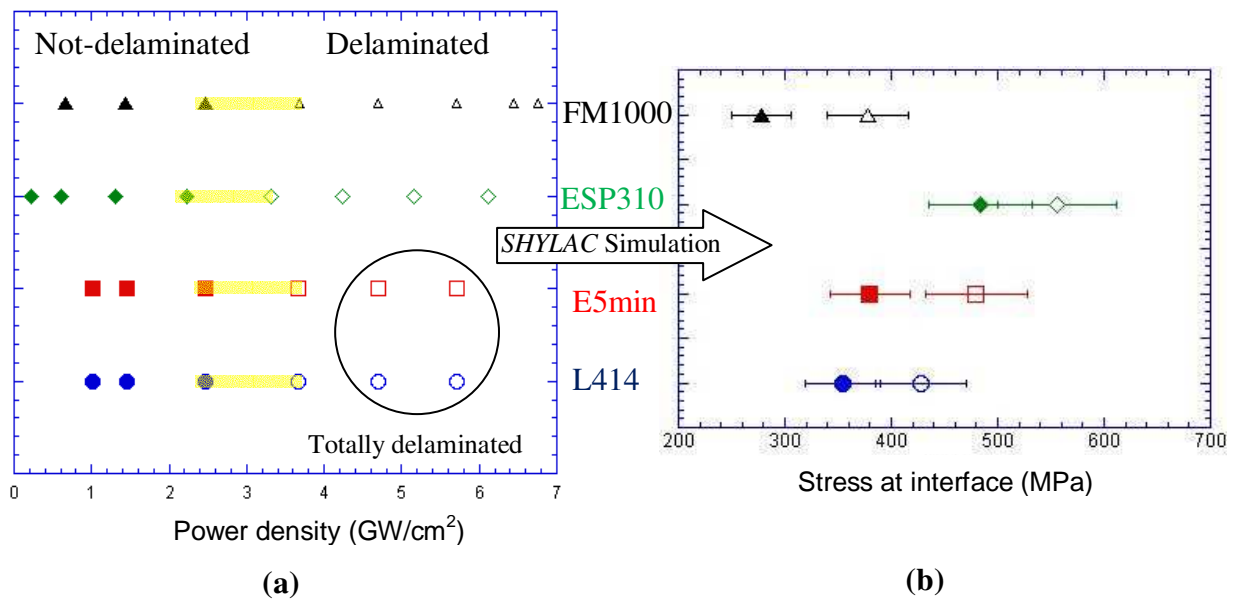 Not-delaminated Delaminated
FM1000
ESP310
SHYLAC Simulation
E5min
L414
Totally delaminated
0 1 2 3 4 5 6 7
Power density (GW/cm2)
(a)
200 300 400 500 600 700
Stress at interface (MPa)
(b)